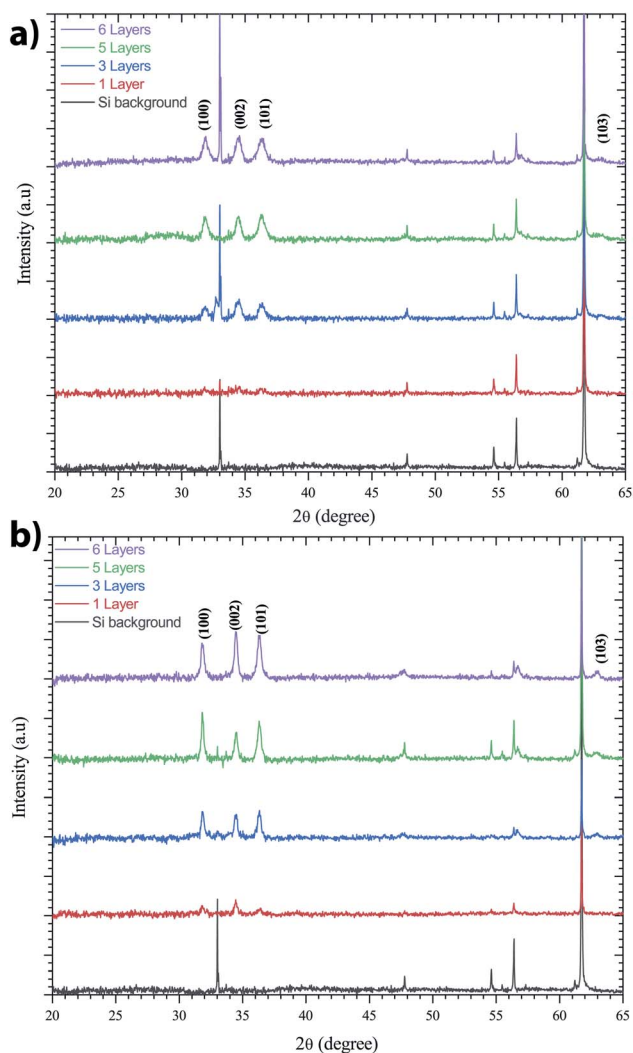 a)
6 Layers
5 Layers
3 Layers
1 Layer
Si background
(100)
(002)
(101)
(103)
Intensity (a.u)
20 25 30 35 40 45 50 55 60 65
2θ (degree)
b)
6 Layers
5 Layers
3 Layers
1 Layer
Si background
(100)
(002)
(101)
(103)
Intensity (a.u)
20 25 30 35 40 45 50 55 60 65
2θ (degree)